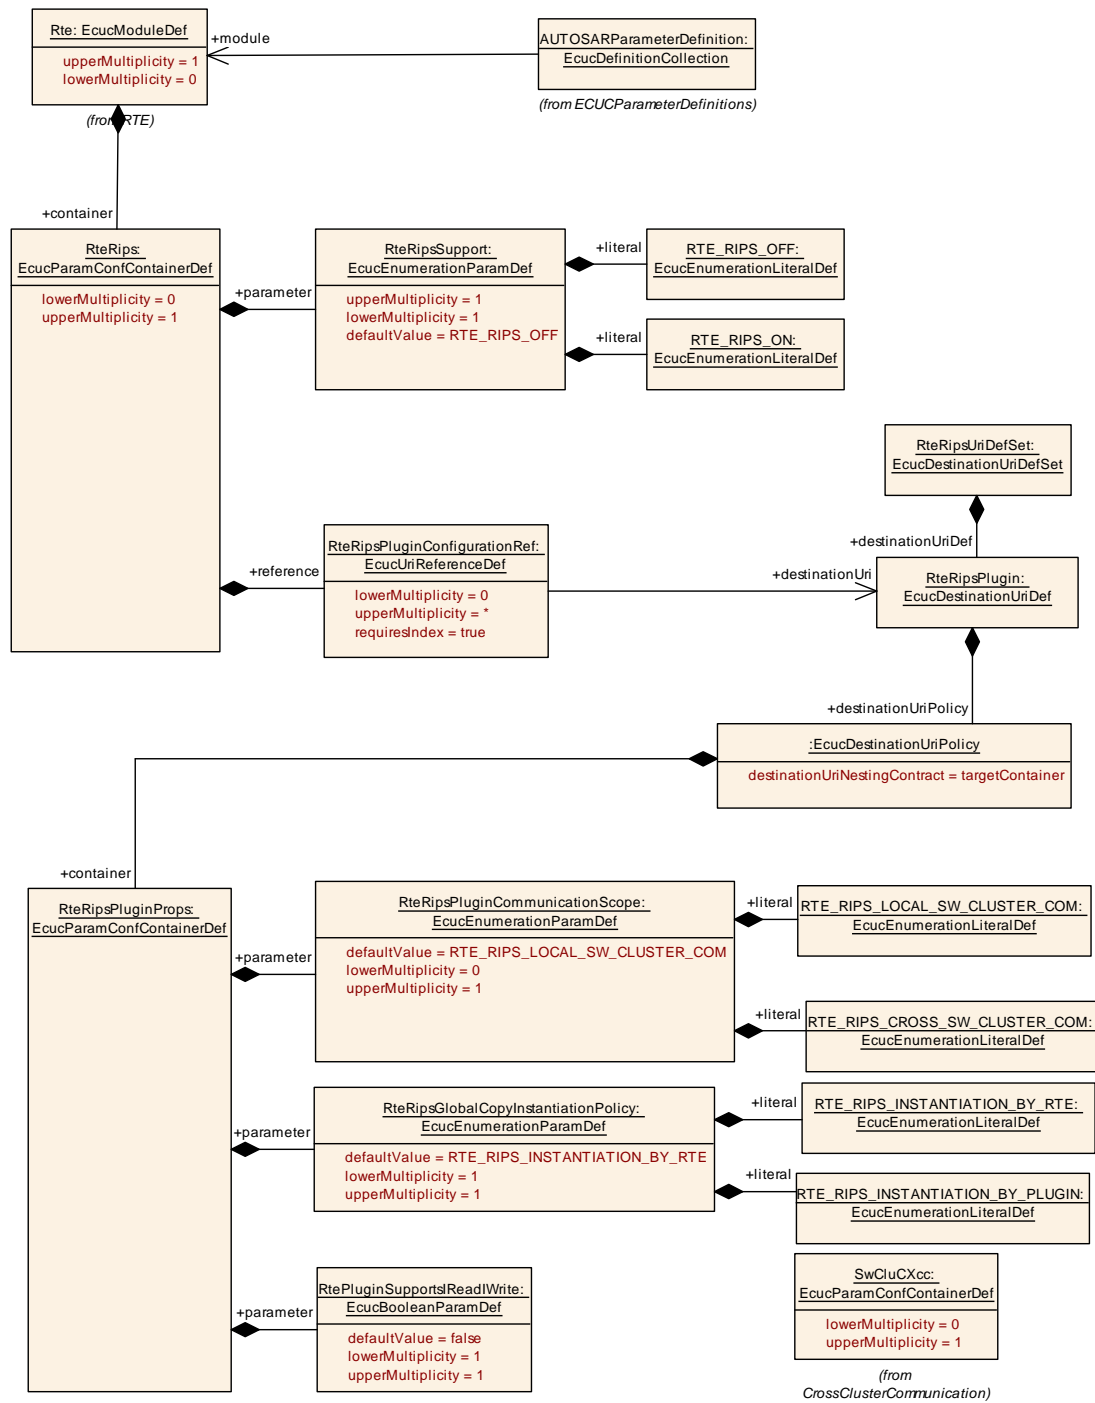 Rte: EcucModuleDef
upperMultiplicity = 1
lowerMultiplicity = 0
(from RTE)
+module
AUTOSARParameterDefinition:
EcucDefinitionCollection
(from ECUCParameterDefinitions)
+container
RteRips:
EcucParamConfContainerDef
lowerMultiplicity = 0
upperMultiplicity = 1
+parameter
RteRipsSupport:
EcucEnumerationParamDef
upperMultiplicity = 1
lowerMultiplicity = 1
defaultValue = RTE_RIPS_OFF
+literal
RTE_RIPS_OFF:
EcucEnumerationLiteralDef
+literal
RTE_RIPS_ON:
EcucEnumerationLiteralDef
RteRipsUriDefSet:
EcucDestinationUriDefSet
+destinationUriDef
+reference
RteRipsPluginConfigurationRef:
EcucUriReferenceDef
lowerMultiplicity = 0
upperMultiplicity = *
requiresIndex = true
+destinationUri
RteRipsPlugin:
EcucDestinationUriDef
+destinationUriPolicy
:EcucDestinationUriPolicy
destinationUriNestingContract = targetContainer
+container
RteRipsPluginProps:
EcucParamConfContainerDef
+parameter
RteRipsPluginCommunicationScope:
EcucEnumerationParamDef
defaultValue = RTE_RIPS_LOCAL_SW_CLUSTER_COM
lowerMultiplicity = 0
upperMultiplicity = 1
+literal
RTE_RIPS_LOCAL_SW_CLUSTER_COM:
EcucEnumerationLiteralDef
+literal
RTE_RIPS_CROSS_SW_CLUSTER_COM:
EcucEnumerationLiteralDef
+parameter
RteRipsGlobalCopyInstantiationPolicy:
EcucEnumerationParamDef
defaultValue = RTE_RIPS_INSTANTIATION_BY_RTE
lowerMultiplicity = 1
upperMultiplicity = 1
+literal
RTE_RIPS_INSTANTIATION_BY_RTE:
EcucEnumerationLiteralDef
+literal
RTE_RIPS_INSTANTIATION_BY_PLUGIN:
EcucEnumerationLiteralDef
+parameter
RtePluginSupportsIReadIWrite:
EcucBooleanParamDef
defaultValue = false
lowerMultiplicity = 1
upperMultiplicity = 1
SwCluCXcc:
EcucParamConfContainerDef
lowerMultiplicity = 0
upperMultiplicity = 1
(from
CrossClusterCommunication)